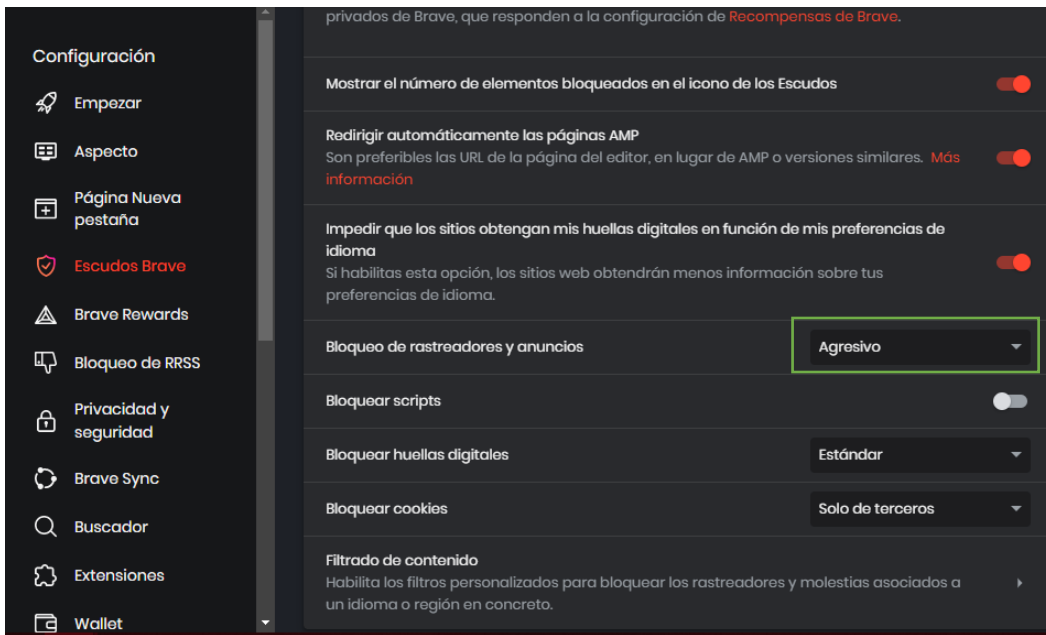 Configuración
Empezar
Aspecto
Página Nueva
pestaña
Escudos Brave
Brave Rewards
Bloqueo de RRSS
Privacidad y
seguridad
Brave Sync
Buscador
Extensiones
Wallet
privados de Brave, que responden a la configuración de Recompensas de Brave.
Mostrar el número de elementos bloqueados en el icono de los Escudos
Redirigir automáticamente las páginas AMP
Son preferibles las URL de la página del editor, en lugar de AMP o versiones similares. Más
información
Impedir que los sitios obtengan mis huellas digitales en función de mis preferencias de
idioma
Si habilitas esta opción, los sitios web obtendrán menos información sobre tus
preferencias de idioma.
Bloqueo de rastreadores y anuncios
Agresivo
Bloquear scripts
Bloquear huellas digitales
Estándar
Bloquear cookies
Solo de terceros
Filtrado de contenido
Habilita los filtros personalizados para bloquear los rastreadores y molestias asociados a
un idioma o región en concreto.